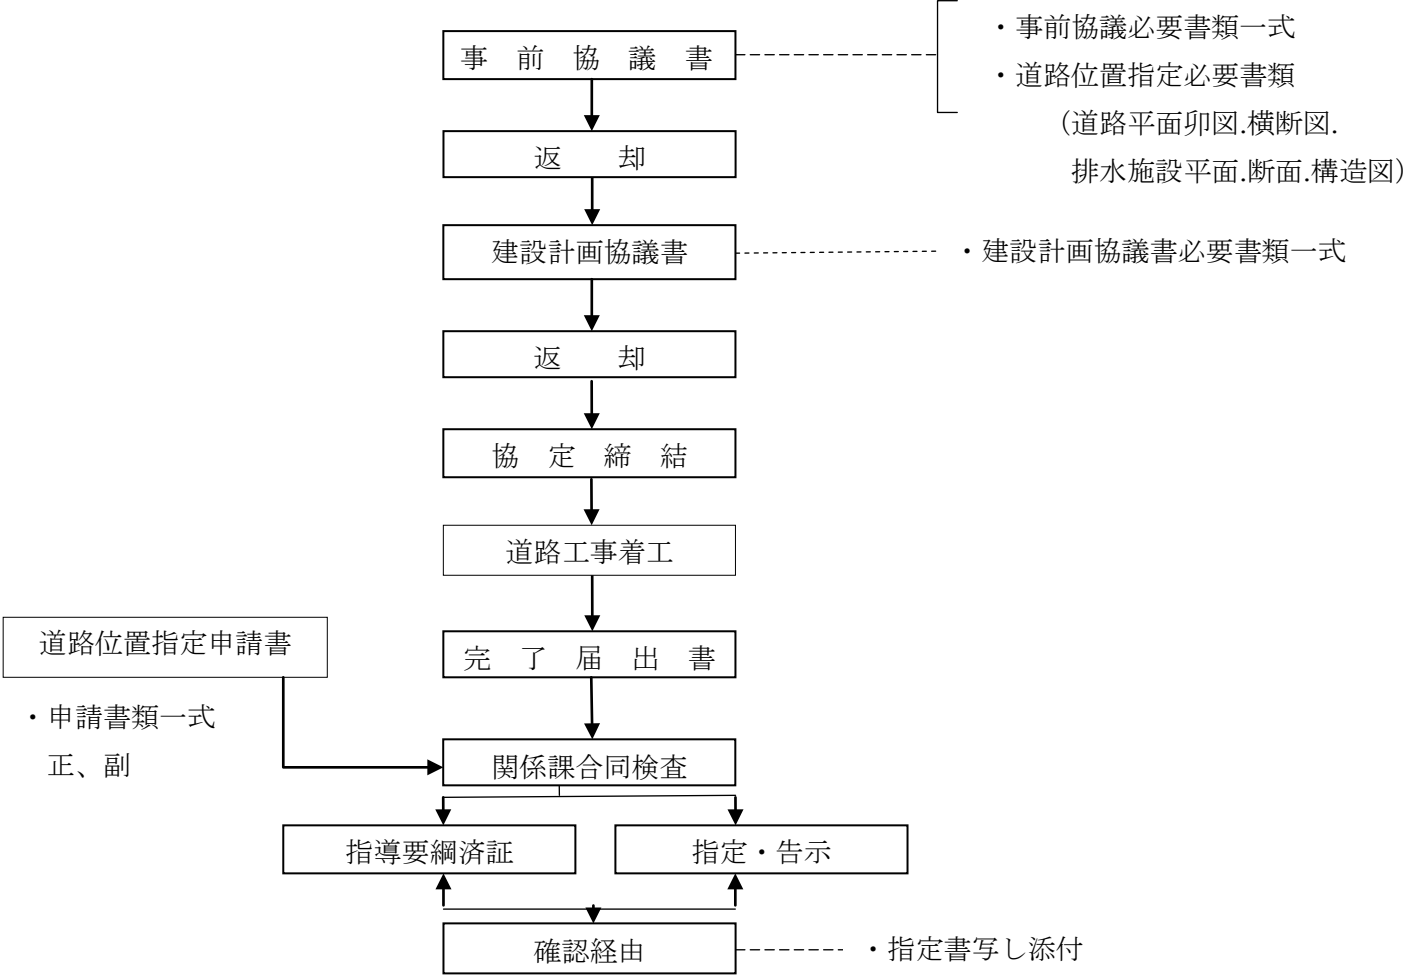 事前協議書
・事前協議必要書類一式
・道路位置指定必要書類
（道路平面卯図.横断図.
排水施設平面.断面.構造図）
返却
建設計画協議書
・建設計画協議書必要書類一式
返却
協定締結
道路工事着工
道路位置指定申請書
・申請書類一式
正、副
完了届出書
関係課合同検査
指導要綱済証
指定・告示
確認経由
・指定書写し添付